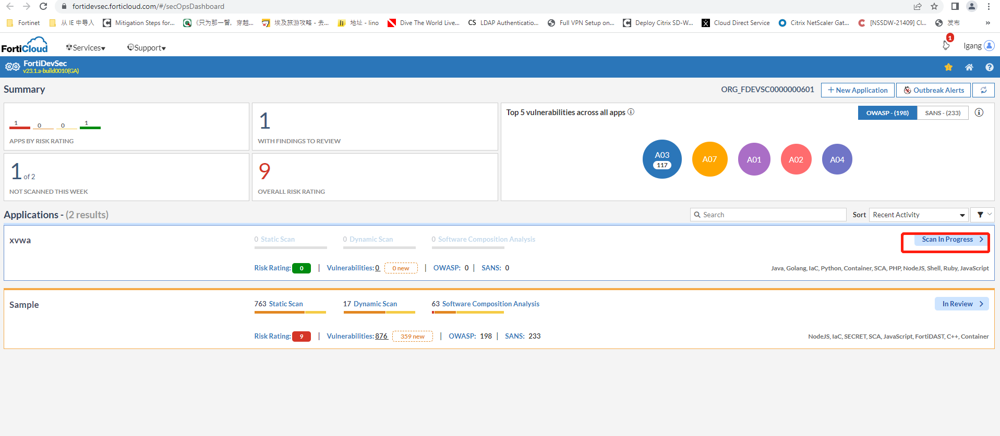 fortidevsec.forticloud.com/#/secOpsDashboard
Fortinet 从 IE 中导入 Mitigation Steps for... 《只为那一瞥，穿越... 埃及旅游攻略 - 去... 地址 - lino Dive The World Live... CS LDAP Authenticatio... Full VPN Setup on... Deploy Citrix SD-W... Cloud Direct Service Citrix NetScaler Gat... [NSSDW-21409] Cl... 发布 »
FortiCloud Services Support 1 lgang
FortiDevSec
v23.1.a-build0010(GA)
Summary ORG_FDEVSC0000000601 + New Application Outbreak Alerts
1 0 0 1
APPS BY RISK RATING
1
WITH FINDINGS TO REVIEW
1 of 2
NOT SCANNED THIS WEEK
9
OVERALL RISK RATING
Top 5 vulnerabilities across all apps OWASP - (198) SANS - (233)
A03 A07 A01 A02 A04
117
Applications - (2 results) Search Sort Recent Activity
xvwa 0 Static Scan 0 Dynamic Scan 0 Software Composition Analysis Scan In Progress
Risk Rating: 0 | Vulnerabilities: 0 0 new | OWASP: 0 | SANS: 0 Java, Golang, IaC, Python, Container, SCA, PHP, NodeJS, Shell, Ruby, JavaScript
Sample 763 Static Scan 17 Dynamic Scan 63 Software Composition Analysis In Review
Risk Rating: 9 | Vulnerabilities: 876 359 new | OWASP: 198 | SANS: 233 NodeJS, IaC, SECRET, SCA, JavaScript, FortiDAST, C++, Container